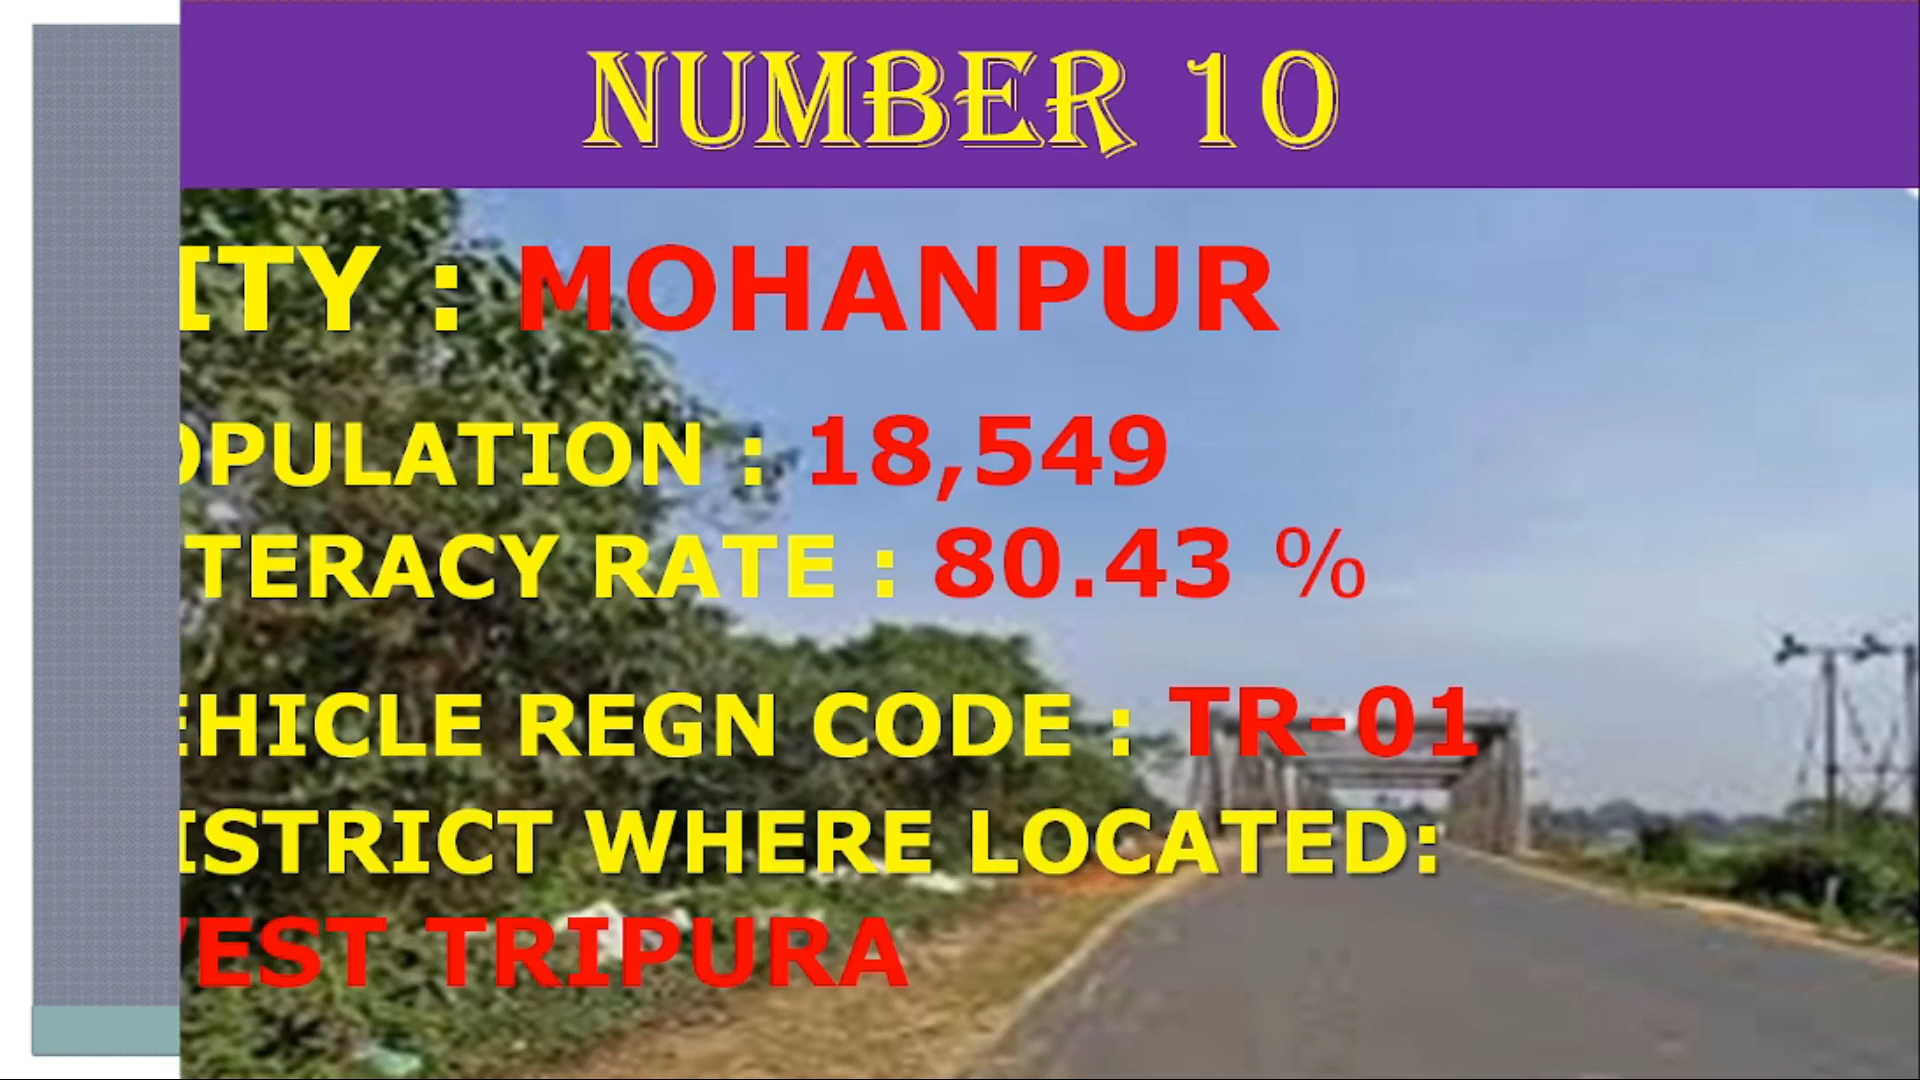 NUMBER 10
ITY : MOHANPUR
OPULATION : 18,549
TERACY RATE : 80.43 %
EHICLE REGN CODE : TR-01
ISTRICT WHERE LOCATED:
WEST TRIPURA